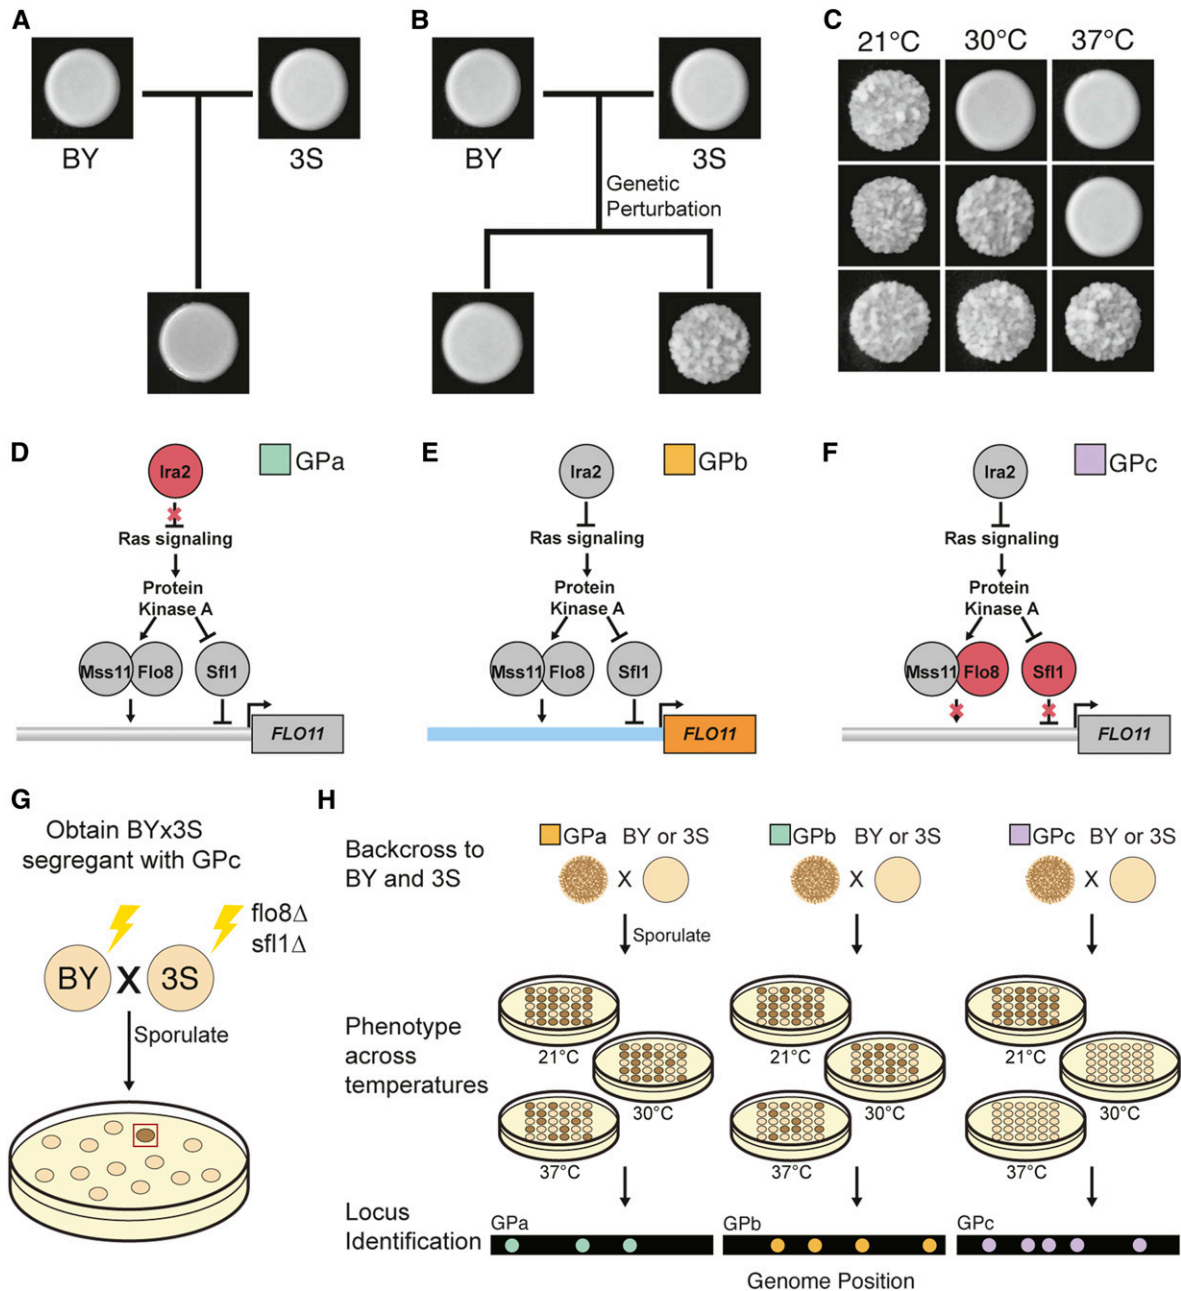 A
BY
3S
B
BY
3S
Genetic
Perturbation
C
21°C 30°C 37°C
D
Ira2
GPa
Ras signaling
Protein
Kinase A
Mss11 Flo8 Sfl1
FLO11
E
Ira2
GPb
Ras signaling
Protein
Kinase A
Mss11 Flo8 Sfl1
FLO11
F
Ira2
GPc
Ras signaling
Protein
Kinase A
Mss11 Flo8 Sfl1
FLO11
G
Obtain BYx3S
segregant with GPc
flo8Δ
sfl1Δ
BY X 3S
Sporulate
H
Backcross to
BY and 3S
GPa BY or 3S
X
GPb BY or 3S
X
GPc BY or 3S
X
Sporulate
Phenotype
across
temperatures
21°C
30°C
37°C
21°C
30°C
37°C
21°C
30°C
37°C
Locus
Identification
GPa
GPb
GPc
Genome Position